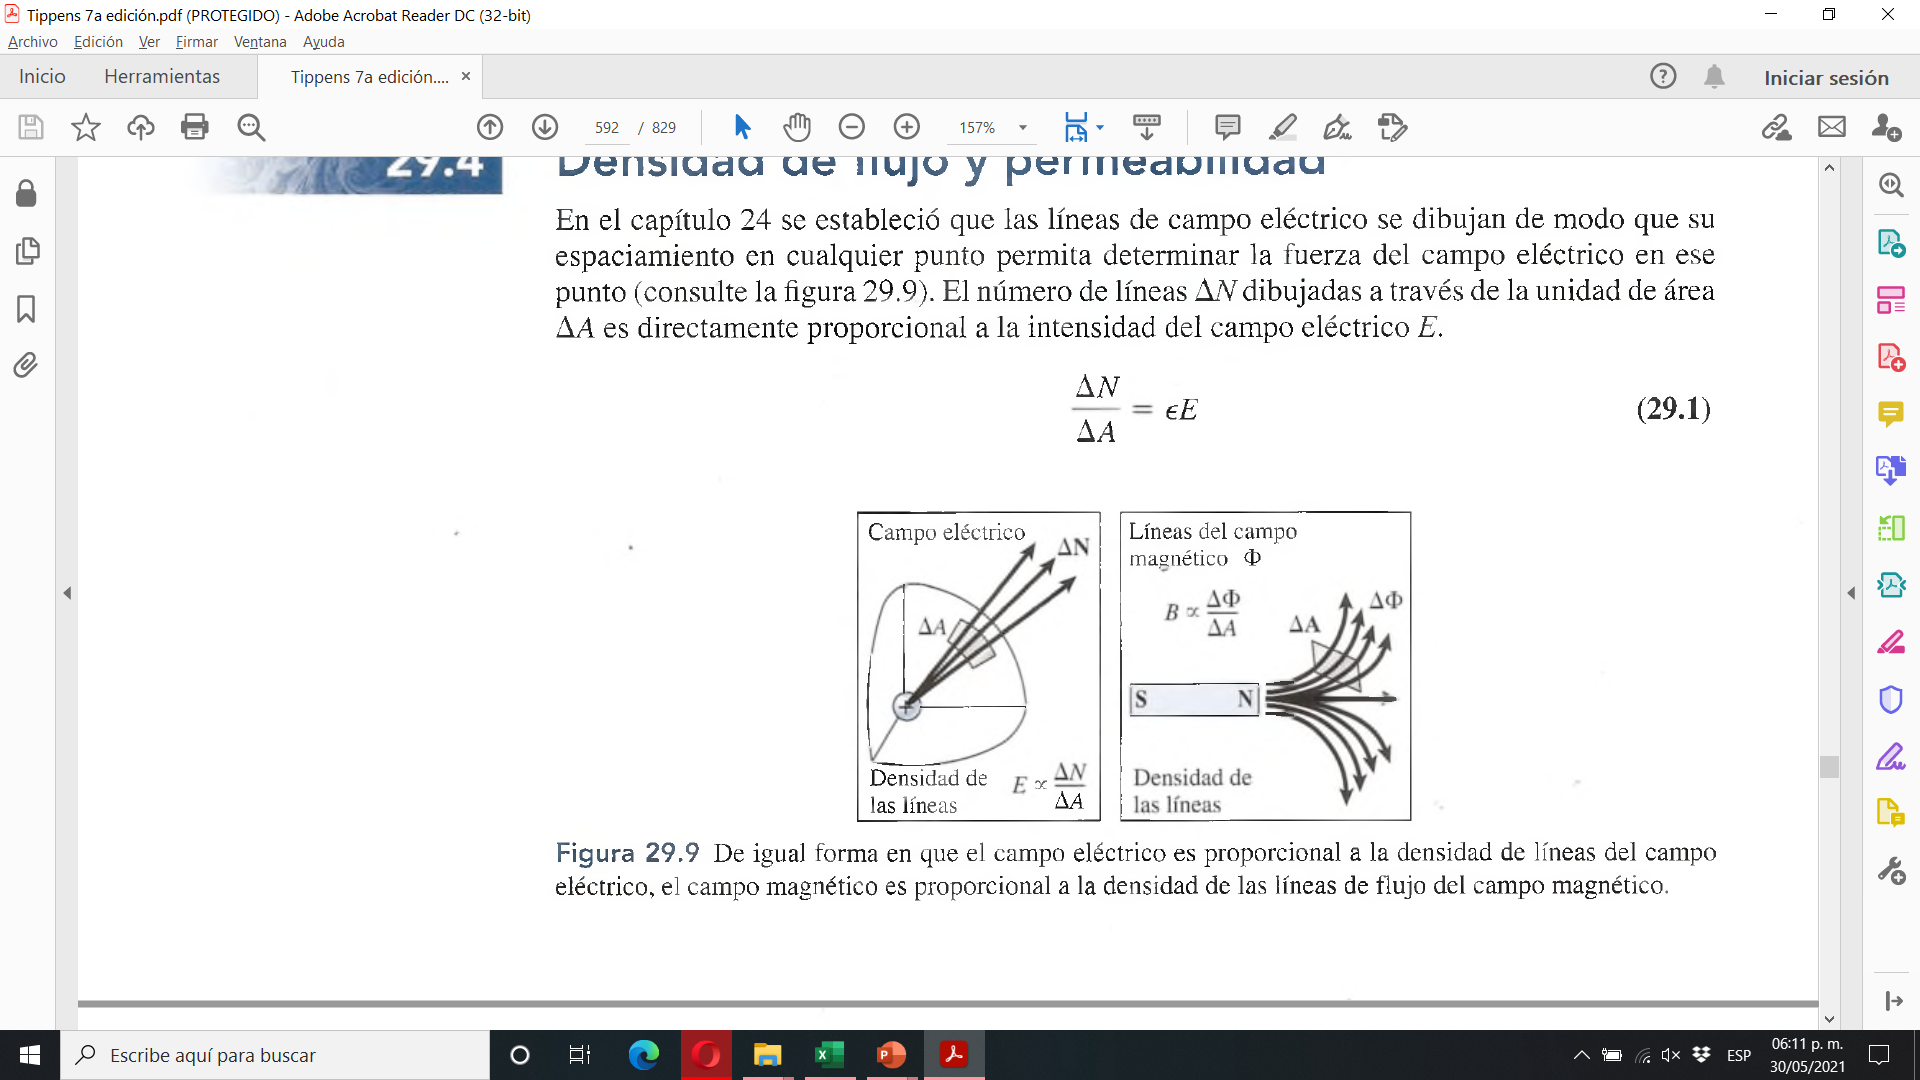 Tippens 7a edición.pdf (PROTEGIDO) - Adobe Acrobat Reader DC (32-bit)
Archivo Edición Ver Firmar Ventana Ayuda
Inicio Herramientas Tippens 7a edición.... × Iniciar sesión
592 / 829 157%
29.4 Densidad de flujo y permeabilidad
En el capítulo 24 se estableció que las líneas de campo eléctrico se dibujan de modo que su
espaciamiento en cualquier punto permita determinar la fuerza del campo eléctrico en ese
punto (consulte la figura 29.9). El número de líneas ΔN dibujadas a través de la unidad de área
ΔA es directamente proporcional a la intensidad del campo eléctrico E.
ΔN
— = ϵE (29.1)
ΔA
Campo eléctrico
ΔN
ΔA
+
Densidad de
las líneas
E ∝ ΔN/ΔA
Líneas del campo
magnético Φ
B ∝ ΔΦ/ΔA
ΔA
ΔΦ
S N
Densidad de
las líneas
Figura 29.9 De igual forma en que el campo eléctrico es proporcional a la densidad de líneas del campo
eléctrico, el campo magnético es proporcional a la densidad de las líneas de flujo del campo magnético.
Escribe aquí para buscar
ESP
06:11 p. m.
30/05/2021